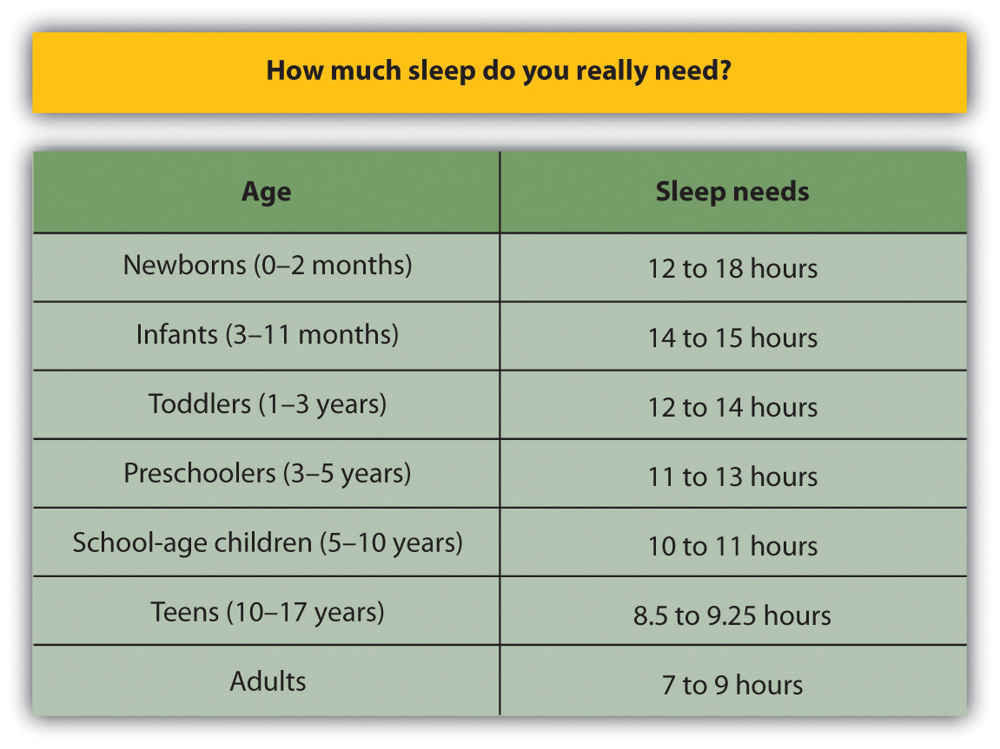 How much sleep do you really need?
Age Sleep needs
Newborns (0–2 months) 12 to 18 hours
Infants (3–11 months) 14 to 15 hours
Toddlers (1–3 years) 12 to 14 hours
Preschoolers (3–5 years) 11 to 13 hours
School-age children (5–10 years) 10 to 11 hours
Teens (10–17 years) 8.5 to 9.25 hours
Adults 7 to 9 hours